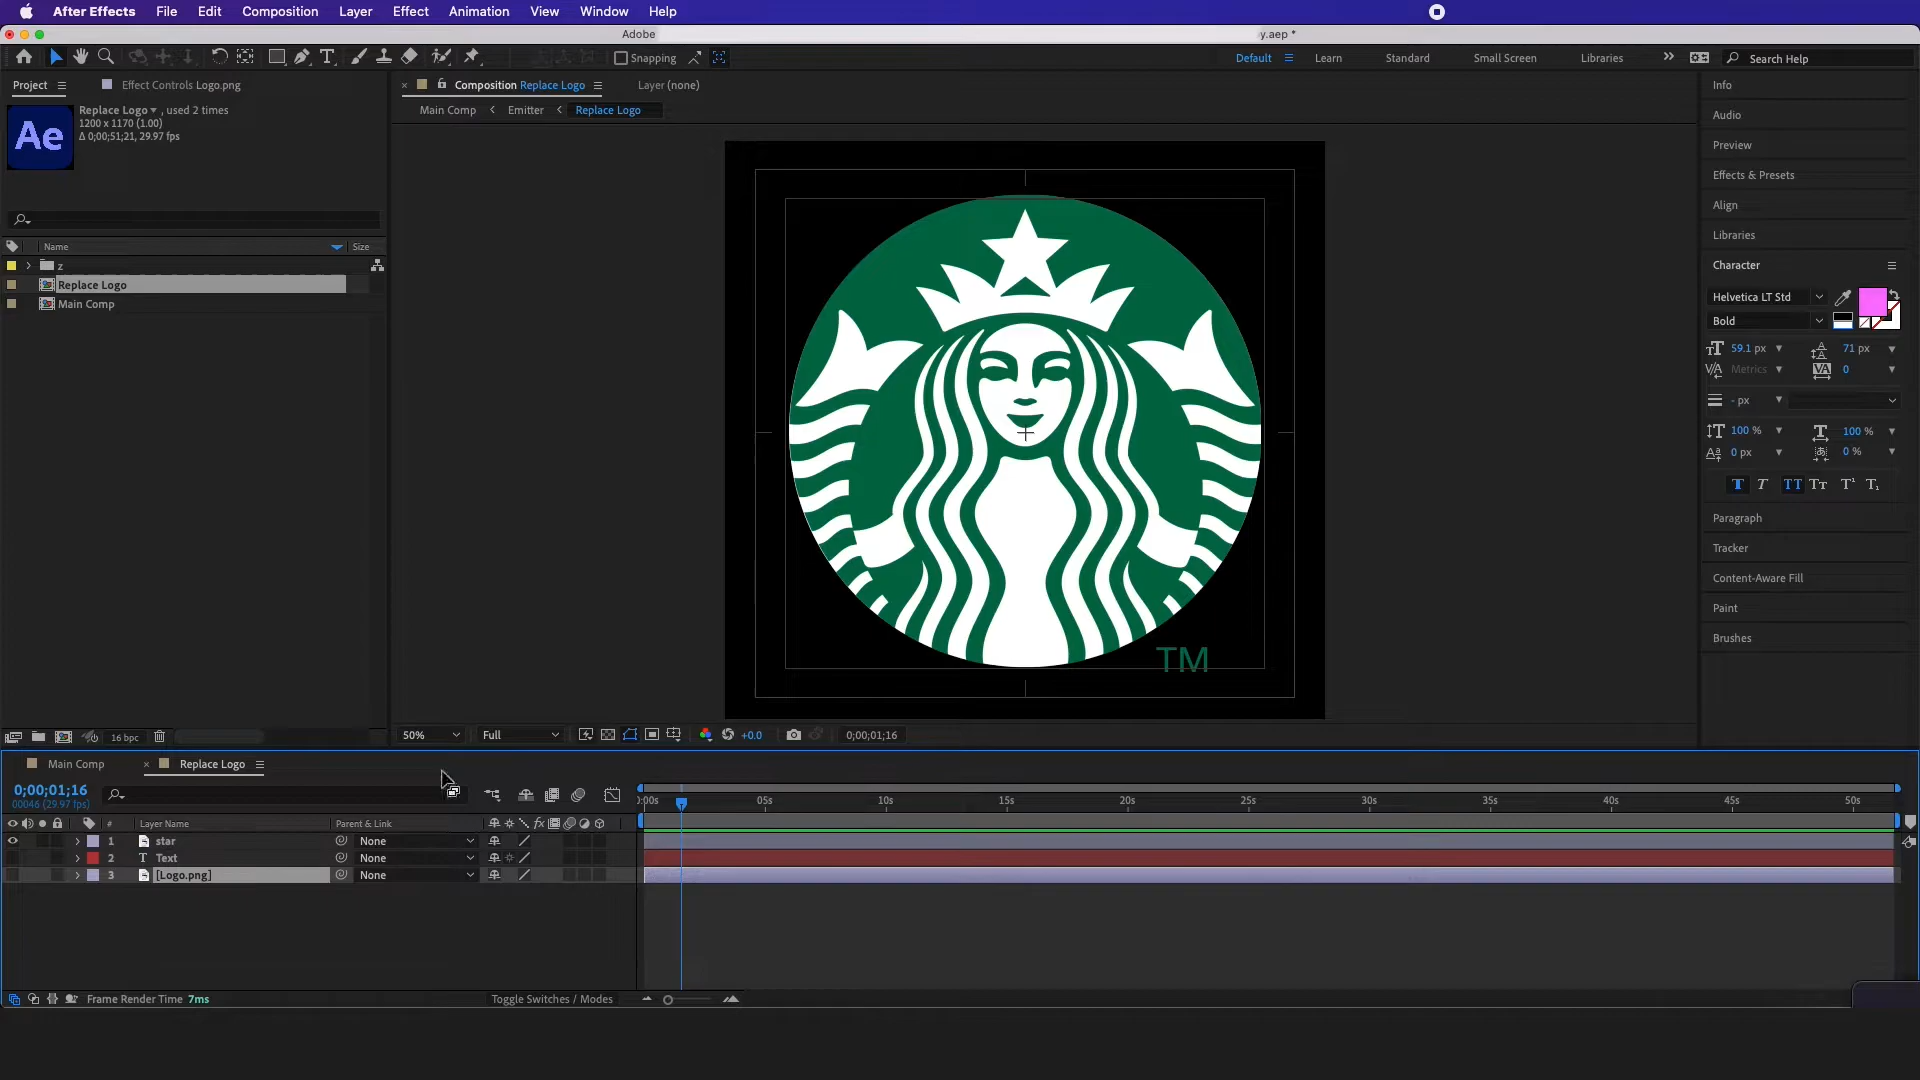 After Effects File Edit Composition Layer Effect Animation View Window Help
Adobe y.aep *
Snapping Default Learn Standard Small Screen Libraries Search Help
Project Effect Controls Logo.png
Composition Replace Logo Layer (none)
Main Comp Emitter Replace Logo
Ae
Replace Logo , used 2 times
1200 x 1170 (1.00)
Δ 0;00;51;21, 29.97 fps
Name Size
z
Replace Logo
Main Comp
TM
Info
Audio
Preview
Effects & Presets
Align
Libraries
Character
Helvetica LT Std
Bold
59.1 px 71 px
Metrics 0
- px
100 % 100 %
0 px 0 %
Paragraph
Tracker
Content-Aware Fill
Paint
Brushes
16 bpc 50% Full +0.0 0;00;01;16
Main Comp Replace Logo
0;00;01;16
00046 (29.97 fps)
:00s 05s 10s 15s 20s 25s 30s 35s 40s 45s 50s
# Layer Name Parent & Link fx
1 star None
2 T Text None
3 [Logo.png] None
Frame Render Time 7ms Toggle Switches / Modes